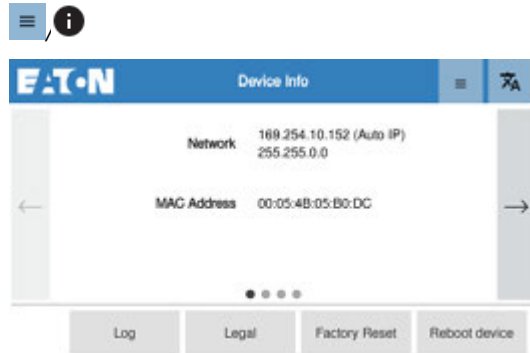 EATON
Device Info
Network 169.254.10.152 (Auto IP)
255.255.0.0
MAC Address 00:05:4B:05:B0:DC
Log Legal Factory Reset Reboot device